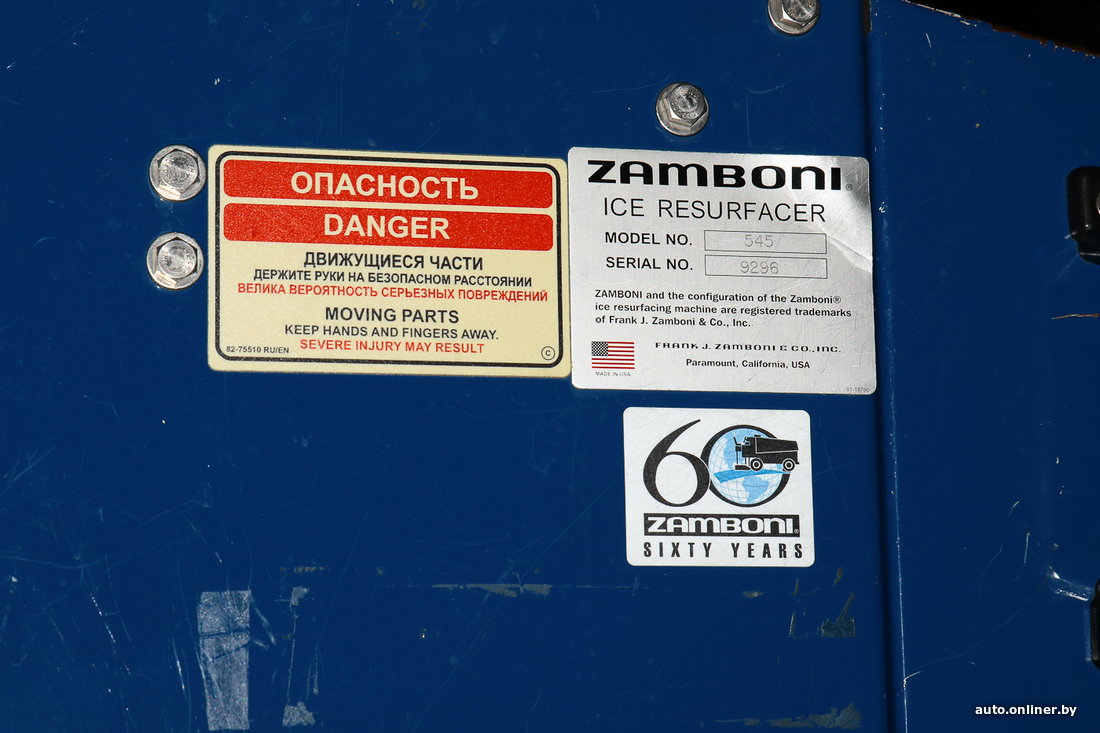 ОПАСНОСТЬ
DANGER
ДВИЖУЩИЕСЯ ЧАСТИ
ДЕРЖИТЕ РУКИ НА БЕЗОПАСНОМ РАССТОЯНИИ
ВЕЛИКА ВЕРОЯТНОСТЬ СЕРЬЕЗНЫХ ПОВРЕЖДЕНИЙ
MOVING PARTS
KEEP HANDS AND FINGERS AWAY.
SEVERE INJURY MAY RESULT
82-75510 RU/EN
C
ZAMBONI®
ICE RESURFACER
MODEL NO. 545
SERIAL NO. 9296
ZAMBONI and the configuration of the Zamboni®
ice resurfacing machine are registered trademarks
of Frank J. Zamboni & Co., Inc.
FRANK J. ZAMBONI & CO., INC.
MADE IN USA
Paramount, California, USA
60
ZAMBONI®
SIXTY YEARS
auto.onliner.by